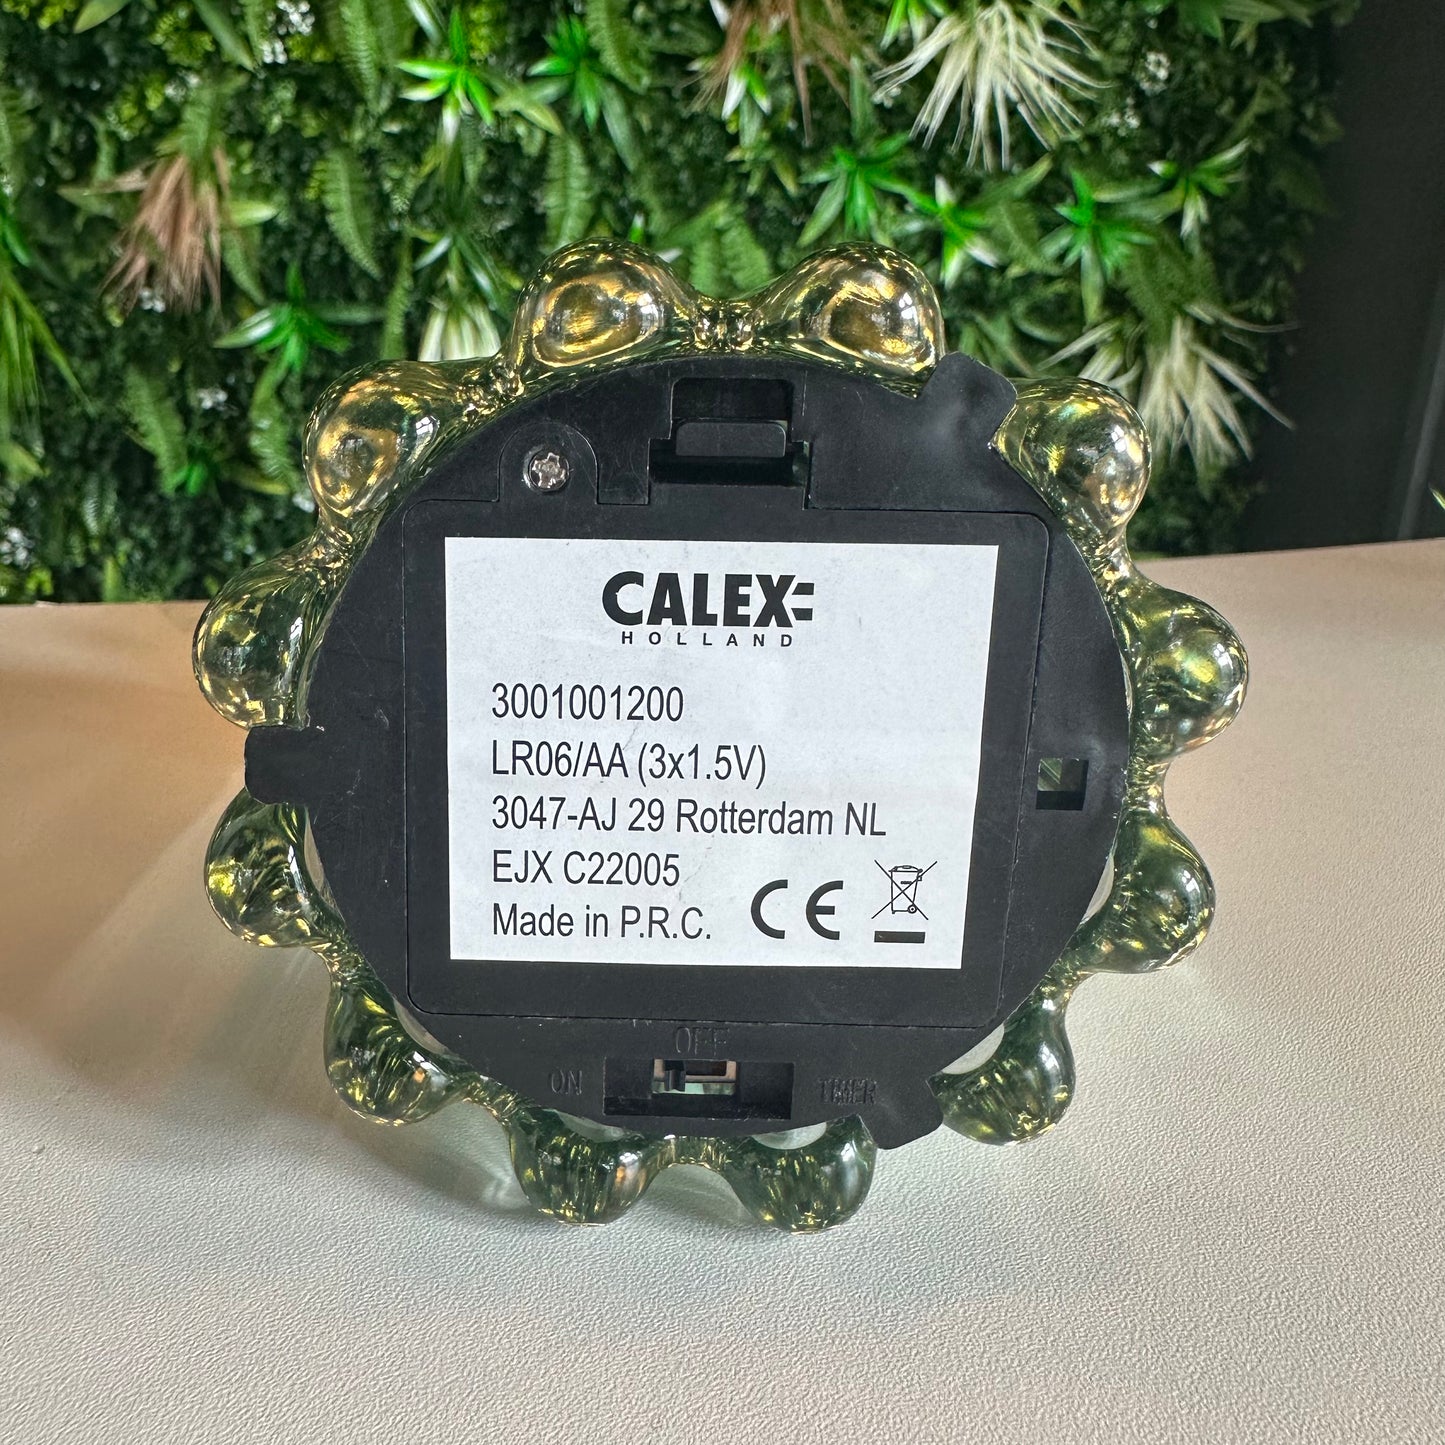 CALEX
HOLLAND
3001001200
LR06/AA (3x1.5V)
3047-AJ 29 Rotterdam NL
EJX C22005
Made in P.R.C. CE
OFF
ON TIMER